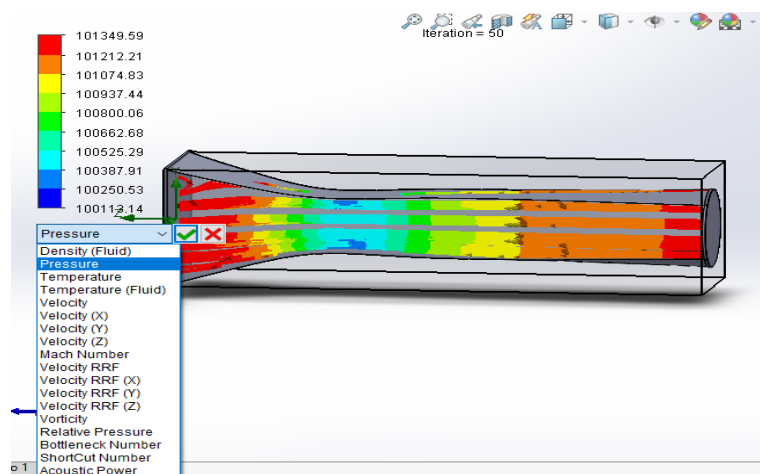 Iteration = 50
101349.59
101212.21
101074.83
100937.44
100800.06
100662.68
100525.29
100387.91
100250.53
100113.14
Z
Pressure
Density (Fluid)
Pressure
Temperature
Temperature (Fluid)
Velocity
Velocity (X)
Velocity (Y)
Velocity (Z)
Mach Number
Velocity RRF
Velocity RRF (X)
Velocity RRF (Y)
Velocity RRF (Z)
Vorticity
Relative Pressure
Bottleneck Number
ShortCut Number
o 1
Acoustic Power